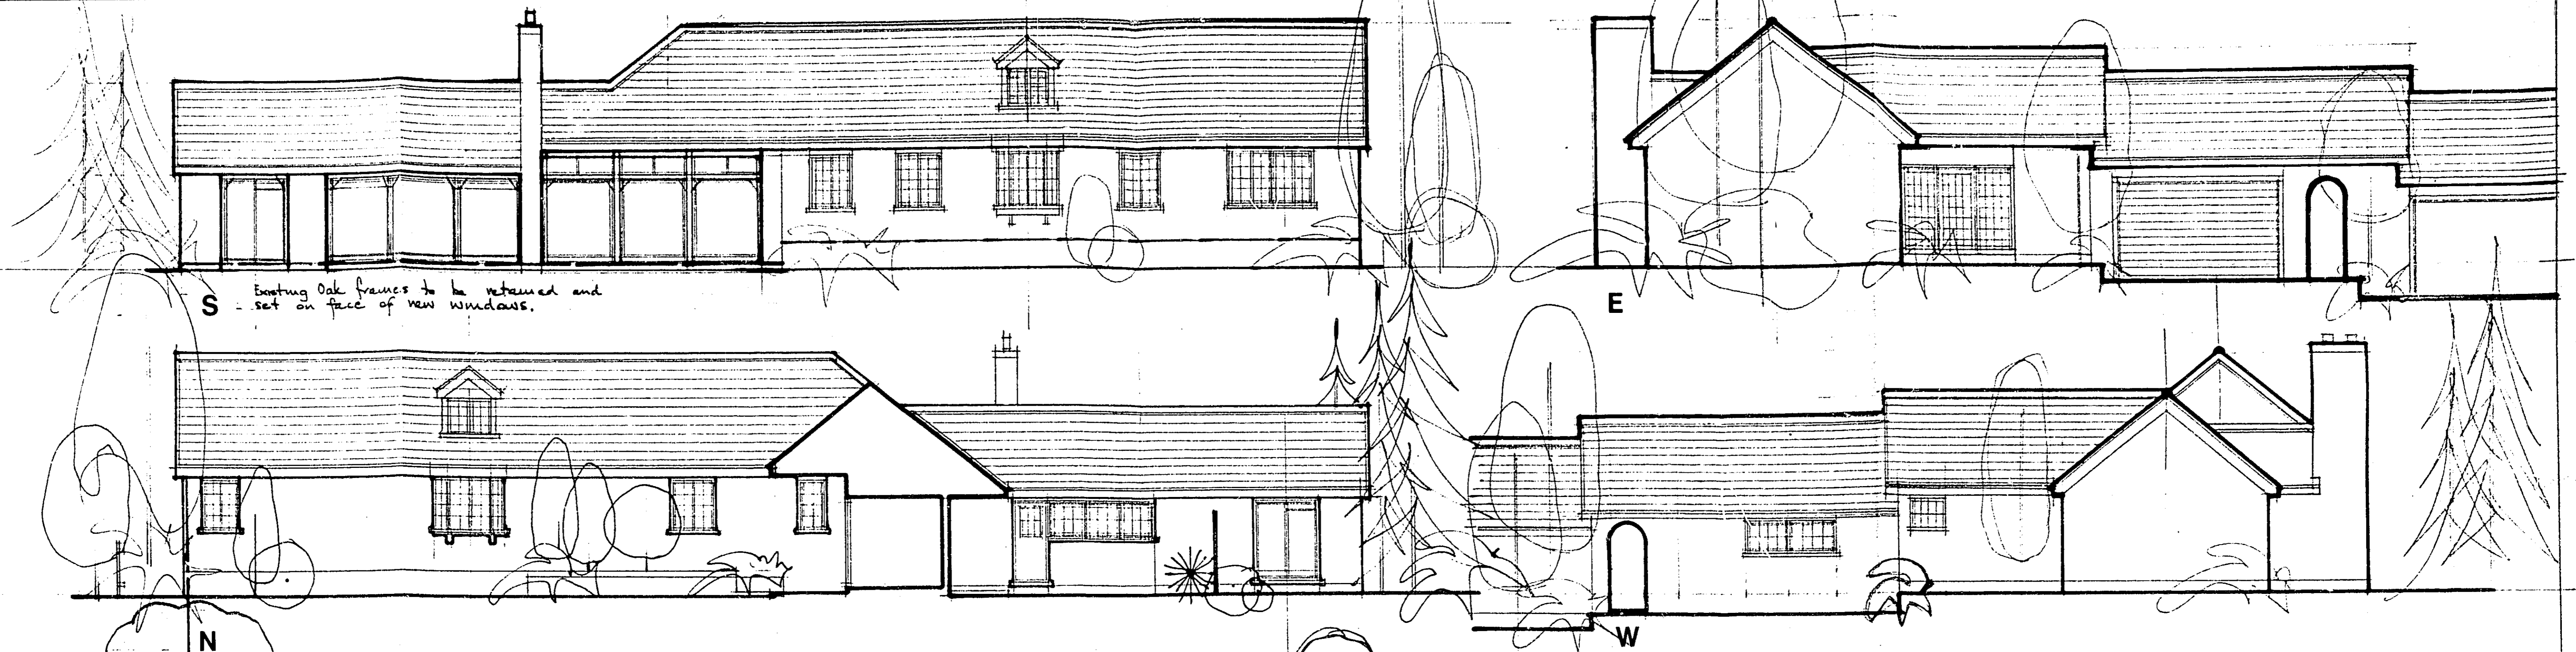 S
Existing Oak frames to be retained and
- set on face of new windows.
E
N
W